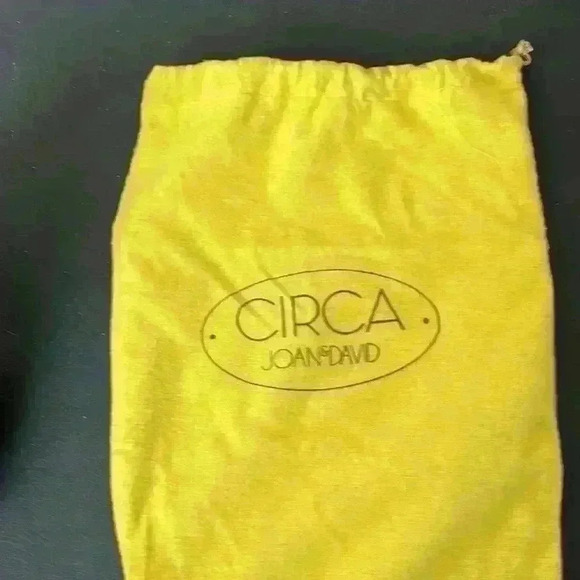 • CIRCA •
JOAN & DAVID